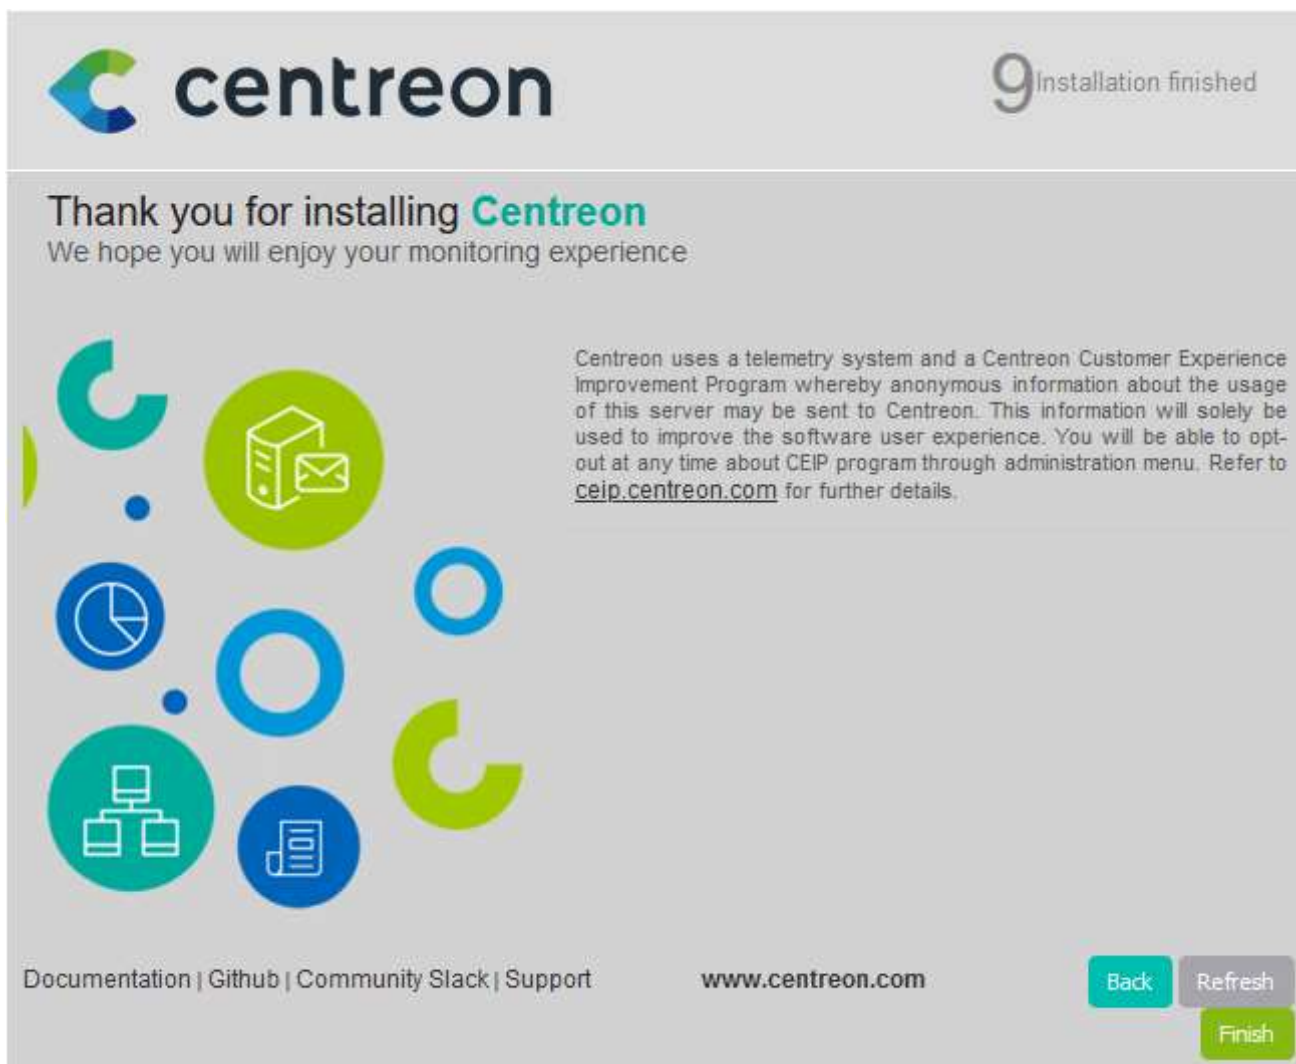 centreon
9 Installation finished
Thank you for installing Centreon
We hope you will enjoy your monitoring experience
Centreon uses a telemetry system and a Centreon Customer Experience
Improvement Program whereby anonymous information about the usage
of this server may be sent to Centreon. This information will solely be
used to improve the software user experience. You will be able to opt-
out at any time about CEIP program through administration menu. Refer to
ceip.centreon.com for further details.
Documentation | Github | Community Slack | Support
www.centreon.com
Back
Refresh
Finish